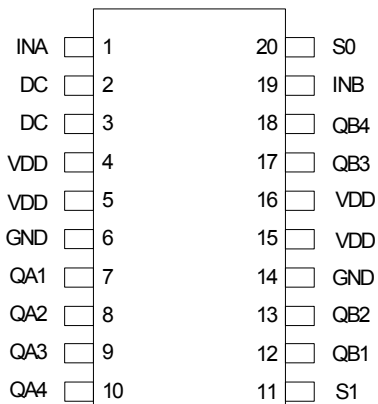 INA 1 20 S0
DC 2 19 INB
DC 3 18 QB4
VDD 4 17 QB3
VDD 5 16 VDD
GND 6 15 VDD
QA1 7 14 GND
QA2 8 13 QB2
QA3 9 12 QB1
QA4 10 11 S1